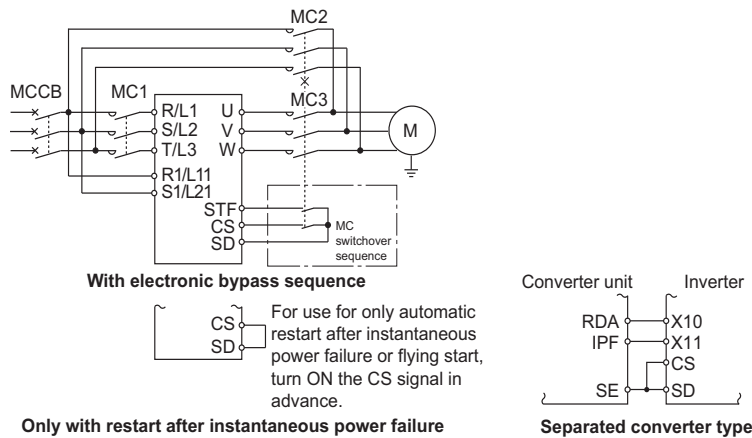 MC2
MCCB
MC1
MC3
R/L1
S/L2
T/L3
R1/L11
S1/L21
U
V
W
M
STF
CS
SD
MC
switchover
sequence
With electronic bypass sequence
CS
SD
For use for only automatic
restart after instantaneous
power failure or flying start,
turn ON the CS signal in
advance.
Only with restart after instantaneous power failure
Converter unit
Inverter
RDA
X10
IPF
X11
CS
SE
SD
Separated converter type